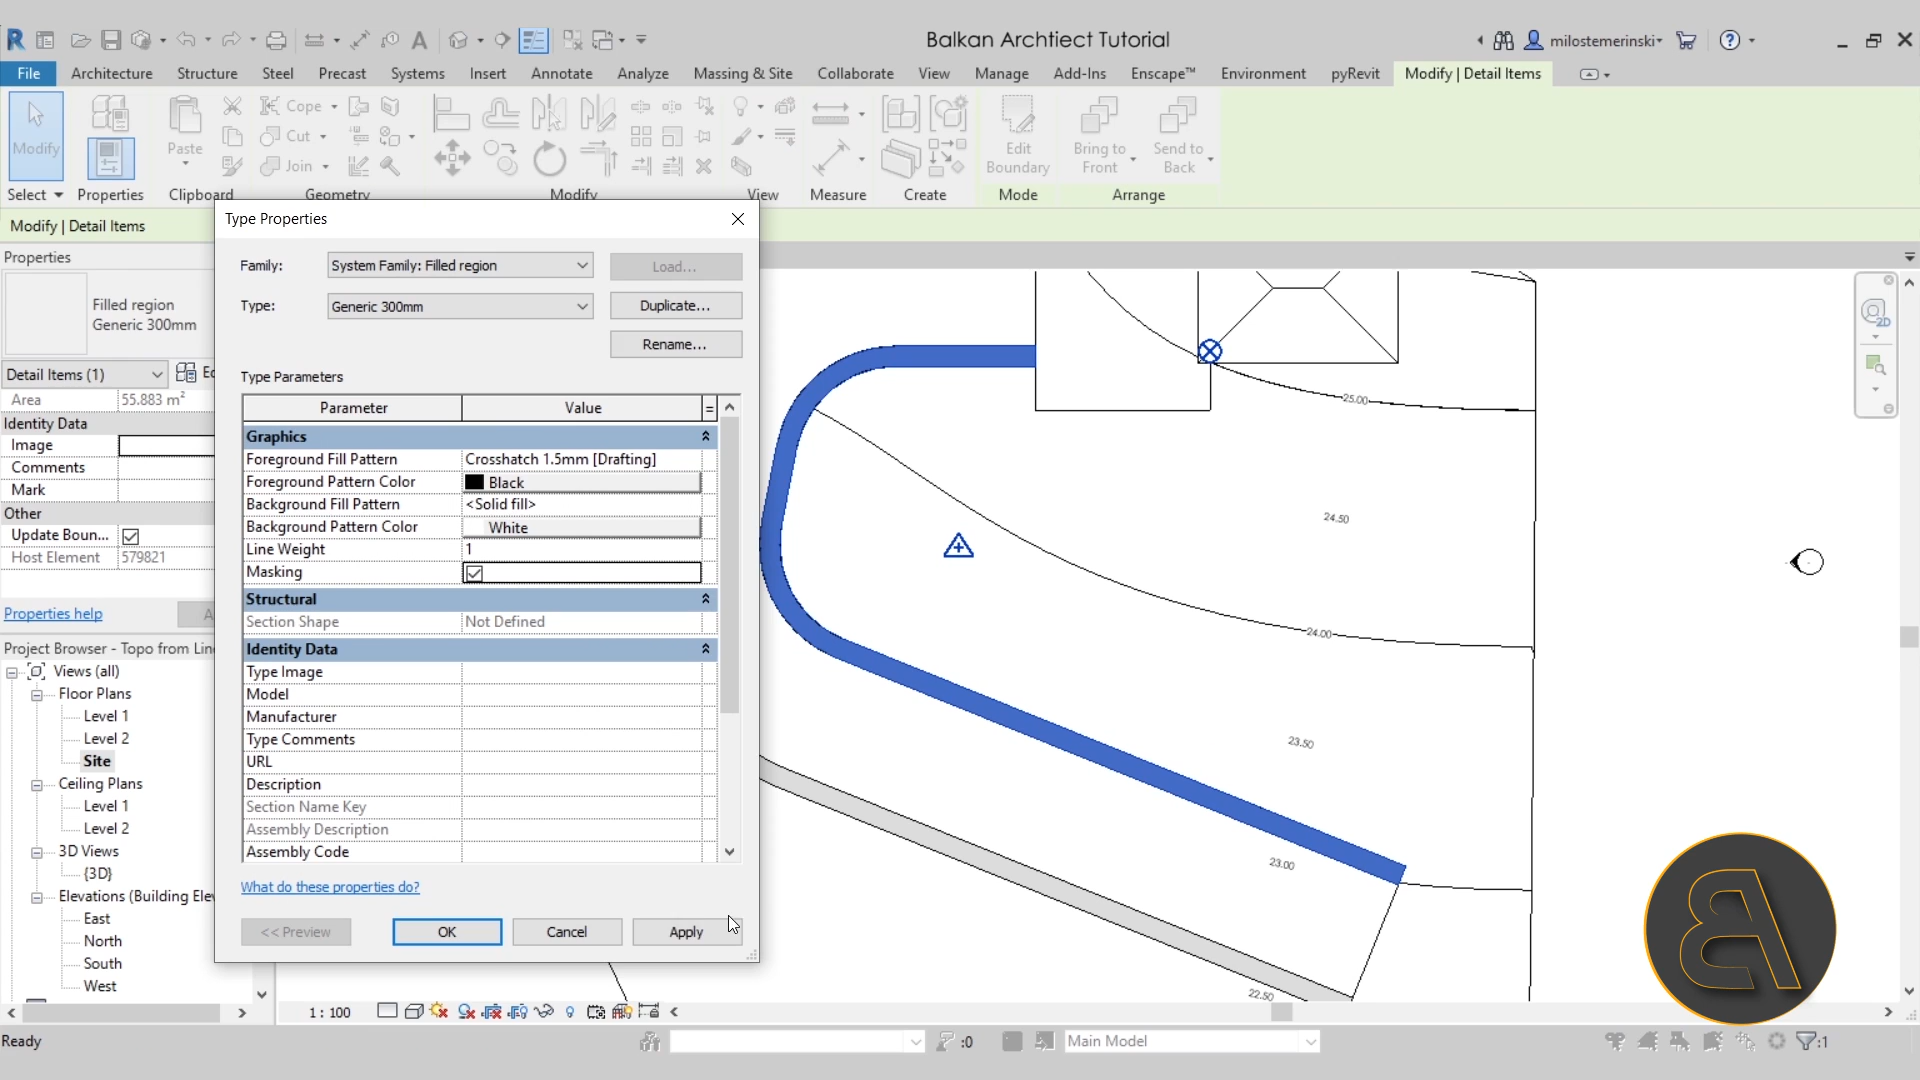 Balkan Archtiect Tutorial
milostemerinski
File Architecture Structure Steel Precast Systems Insert Annotate Analyze Massing & Site Collaborate View Manage Add-Ins Enscape™ Environment pyRevit Modify | Detail Items
Modify
Paste
Cope
Cut
Join
Edit
Boundary
Bring to
Front
Send to
Back
Select Properties Clipboard Geometry Modify View Measure Create Mode Arrange
Modify | Detail Items
Properties
Filled region
Generic 300mm
Detail Items (1)
Area 55.883 m²
Identity Data
Image
Comments
Mark
Other
Update Boun...
Host Element 579821
Properties help
Project Browser - Topo from Lin
Views (all)
Floor Plans
Level 1
Level 2
Site
Ceiling Plans
Level 1
Level 2
3D Views
{3D}
Elevations (Building Ele
East
North
South
West
Type Properties
Family: System Family: Filled region Load...
Type: Generic 300mm Duplicate...
Rename...
Type Parameters
Parameter Value =
Graphics
Foreground Fill Pattern Crosshatch 1.5mm [Drafting]
Foreground Pattern Color Black
Background Fill Pattern <Solid fill>
Background Pattern Color White
Line Weight 1
Masking
Structural
Section Shape Not Defined
Identity Data
Type Image
Model
Manufacturer
Type Comments
URL
Description
Section Name Key
Assembly Description
Assembly Code
What do these properties do?
<< Preview OK Cancel Apply
25.00
24.50
24.00
23.50
23.00
22.50
2D
1 : 100
Ready
:0
Main Model
:1